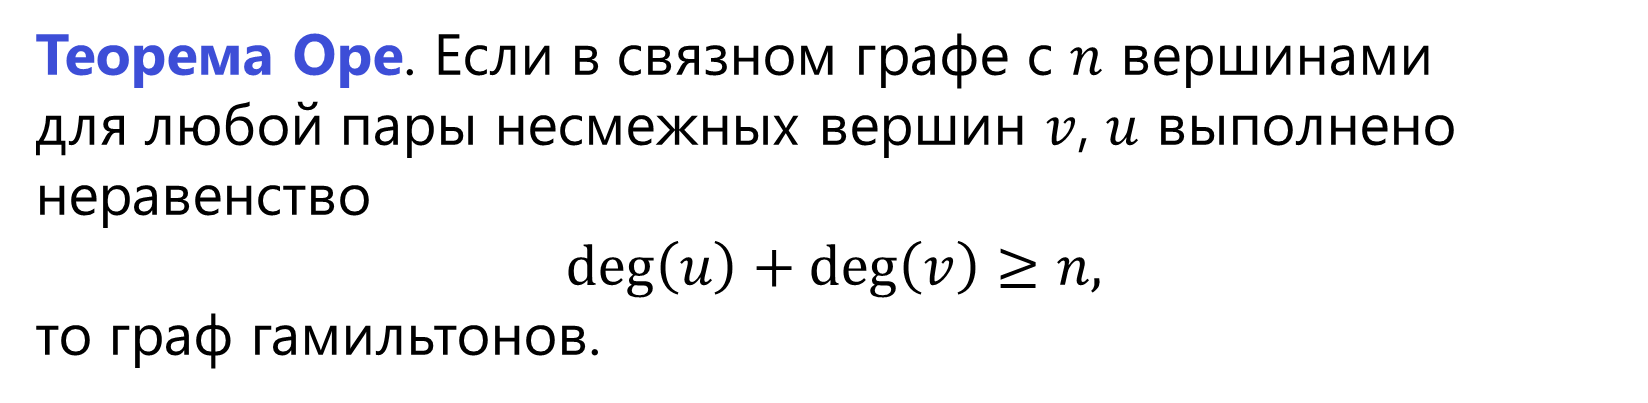 Теорема Оре. Если в связном графе с n вершинами
для любой пары несмежных вершин v, u выполнено
неравенство
deg(u) + deg(v) ≥ n,
то граф гамильтонов.